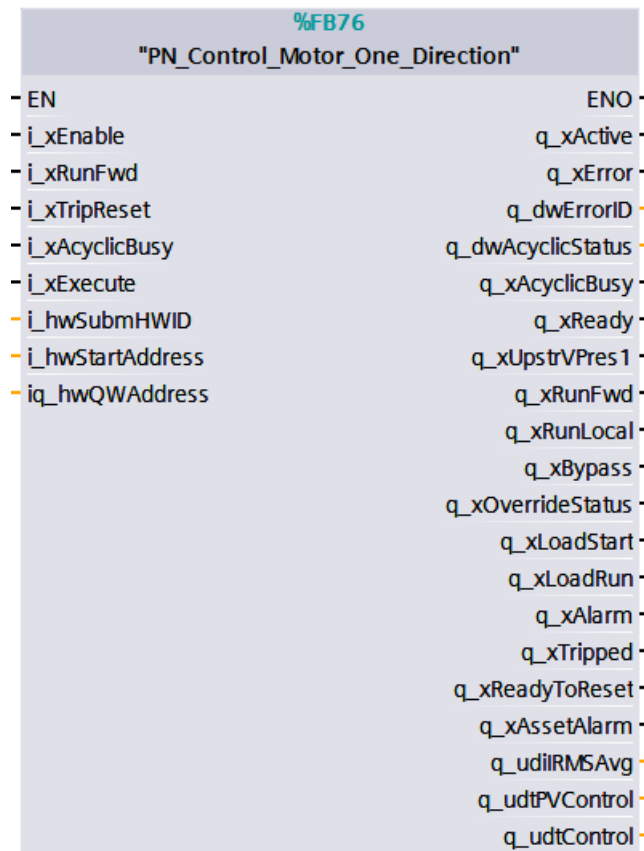 %FB76
"PN_Control_Motor_One_Direction"
EN ENO
i_xEnable q_xActive
i_xRunFwd q_xError
i_xTripReset q_dwErrorID
i_xAcyclicBusy q_dwAcyclicStatus
i_xExecute q_xAcyclicBusy
i_hwSubmHWID q_xReady
i_hwStartAddress q_xUpstrVPres1
iq_hwQWAddress q_xRunFwd
q_xRunLocal
q_xBypass
q_xOverrideStatus
q_xLoadStart
q_xLoadRun
q_xAlarm
q_xTripped
q_xReadyToReset
q_xAssetAlarm
q_udiIRMSAvg
q_udtPVControl
q_udtControl